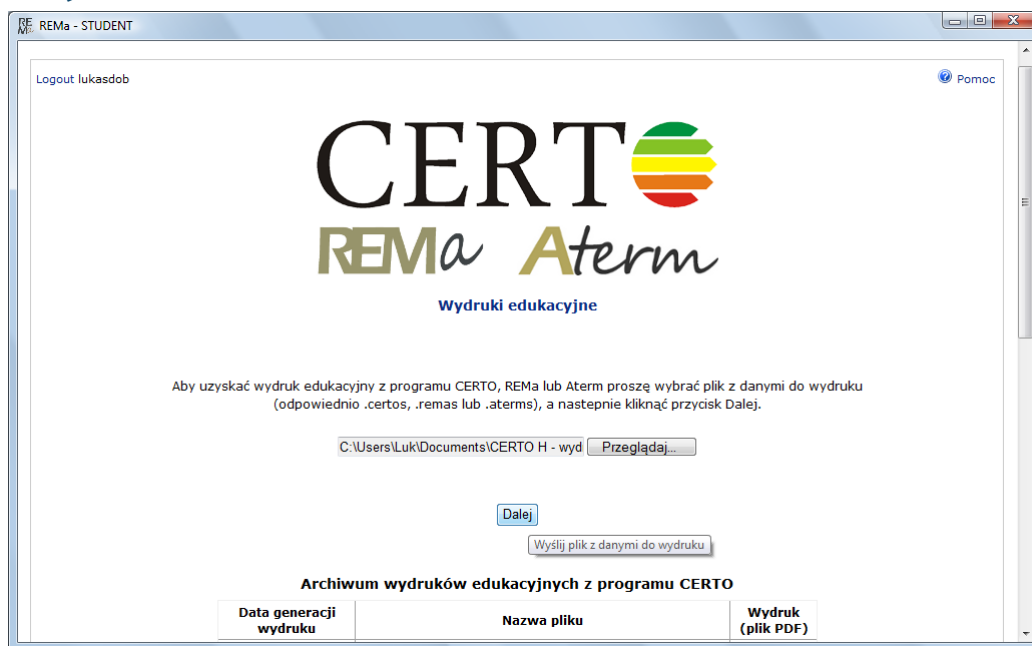 REMa - STUDENT
Logout lukasdob
Pomoc
CERTO
REMa Aterm
Wydruki edukacyjne
Aby uzyskać wydruk edukacyjny z programu CERTO, REMa lub Aterm proszę wybrać plik z danymi do wydruku
(odpowiednio .certos, .remas lub .aterms), a nastepnie kliknąć przycisk Dalej.
C:\Users\Luk\Documents\CERTO H - wyd Przeglądaj...
Dalej
Wyślij plik z danymi do wydruku
Archiwum wydruków edukacyjnych z programu CERTO
Data generacji
wydruku
Nazwa pliku
Wydruk
(plik PDF)